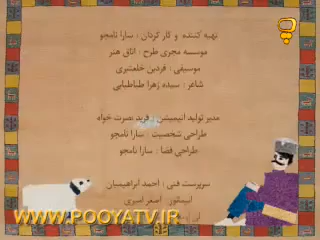 تهیه کننده و کارگردان : سارا نامجو
موسسه مجری طرح : اتاق هنر
موسیقی : فردین خلعتبری
شاعر : سیده زهرا طباطبایی
مدیر تولید انیمیشن : فرید نصرت خواه
طراحی شخصیت : سارا نامجو
طراحی فضا : سارا نامجو
سرپرست فنی : احمد ابراهیمیان
انیماتور : اصغر امیری
WWW.POOYATV.IR